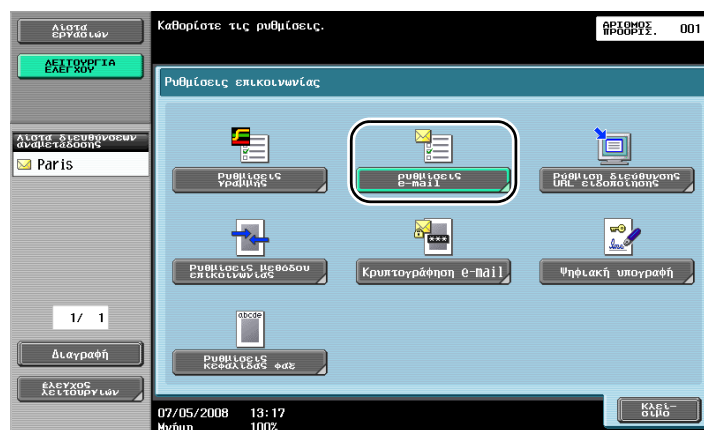 Λίστα
εργασιών
ΛΕΙΤΟΥΡΓΙΑ
ΕΛΕΓΧΟΥ
Λίστα διευθύνσεων
αναμετάδοσης
Paris
1/ 1
Διαγραφή
Έλεγχος
λειτουργιών
Καθορίστε τις ρυθμίσεις.
ΑΡΙΘΜΟΣ
ΠΡΟΟΡΙΣ.
001
Ρυθμίσεις επικοινωνίας
Ρυθμίσεις
γραμμής
ρυθμίσεις
e-mail
Ρύθμιση διεύθυνσης
URL ειδοποίησης
Ρυθμίσεις μεθόδου
επικοινωνίας
Κρυπτογράφηση e-mail
Ψηφιακή υπογραφή
abcde
Ρυθμίσεις
κεφαλίδας φαξ
07/05/2008 13:17
Μνήμη 100%
Κλεί-
σιμο